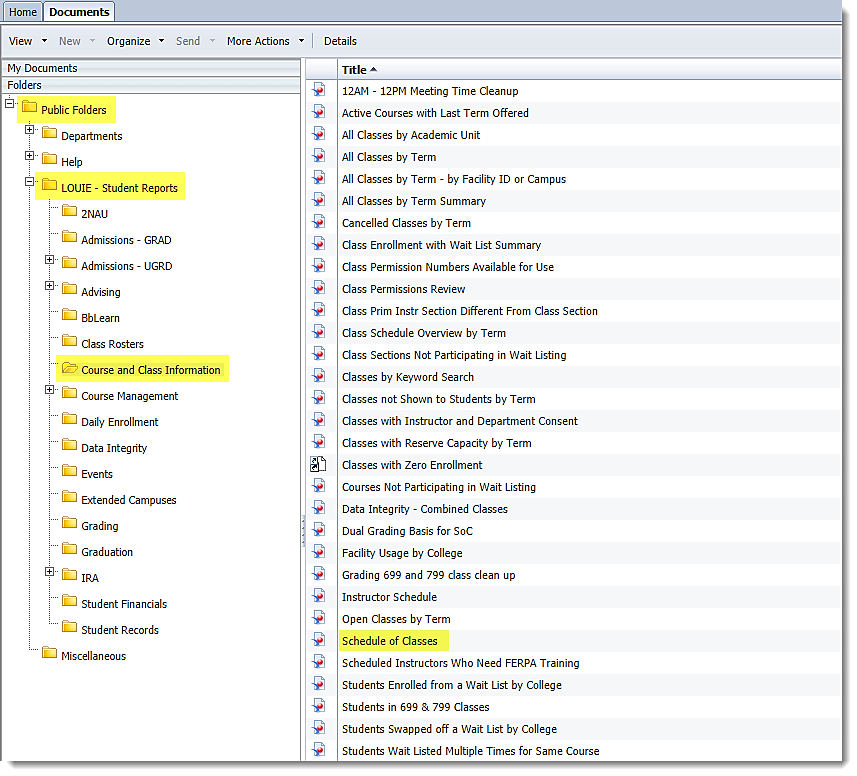 Home Documents
View New Organize Send More Actions Details
My Documents
Folders
Public Folders
Departments
Help
LOUIE - Student Reports
2NAU
Admissions - GRAD
Admissions - UGRD
Advising
BbLearn
Class Rosters
Course and Class Information
Course Management
Daily Enrollment
Data Integrity
Events
Extended Campuses
Grading
Graduation
IRA
Student Financials
Student Records
Miscellaneous
Title
12AM - 12PM Meeting Time Cleanup
Active Courses with Last Term Offered
All Classes by Academic Unit
All Classes by Term
All Classes by Term - by Facility ID or Campus
All Classes by Term Summary
Cancelled Classes by Term
Class Enrollment with Wait List Summary
Class Permission Numbers Available for Use
Class Permissions Review
Class Prim Instr Section Different From Class Section
Class Schedule Overview by Term
Class Sections Not Participating in Wait Listing
Classes by Keyword Search
Classes not Shown to Students by Term
Classes with Instructor and Department Consent
Classes with Reserve Capacity by Term
Classes with Zero Enrollment
Courses Not Participating in Wait Listing
Data Integrity - Combined Classes
Dual Grading Basis for SoC
Facility Usage by College
Grading 699 and 799 class clean up
Instructor Schedule
Open Classes by Term
Schedule of Classes
Scheduled Instructors Who Need FERPA Training
Students Enrolled from a Wait List by College
Students in 699 & 799 Classes
Students Swapped off a Wait List by College
Students Wait Listed Multiple Times for Same Course